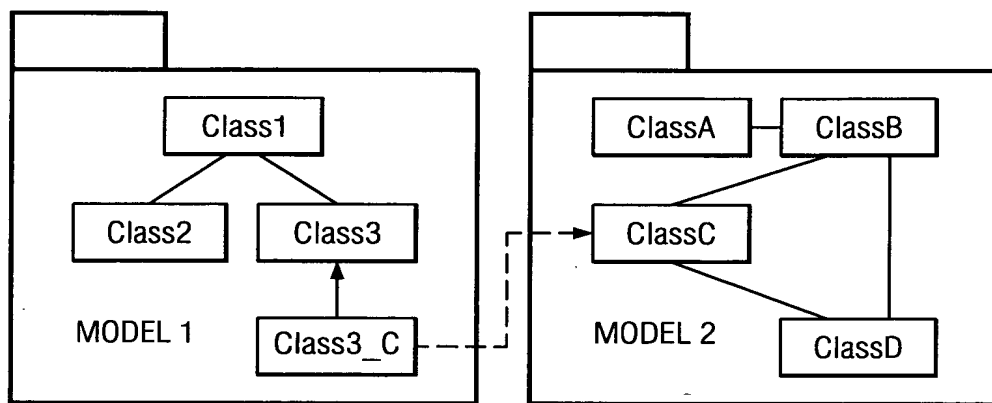 Class1
Class2
Class3
MODEL 1
Class3_C
ClassA
ClassB
ClassC
MODEL 2
ClassD